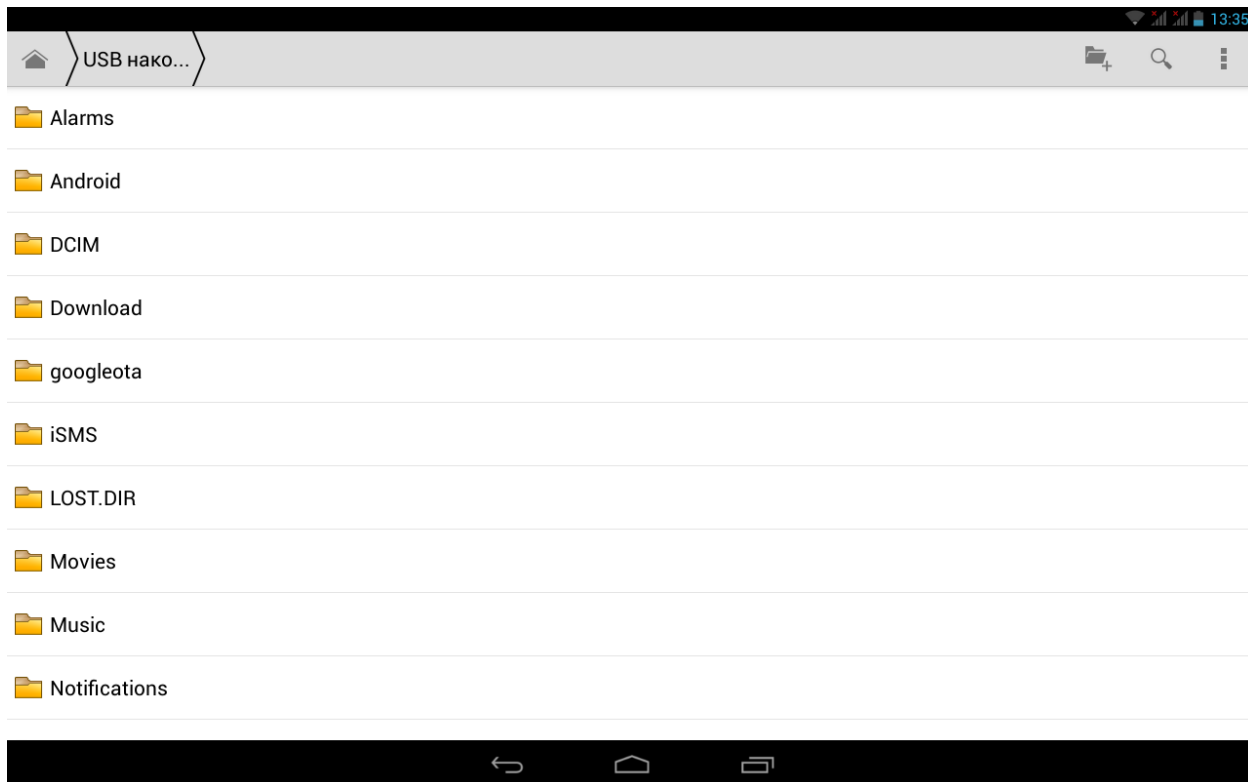 13:35
USB нако...
Alarms
Android
DCIM
Download
googleota
iSMS
LOST.DIR
Movies
Music
Notifications